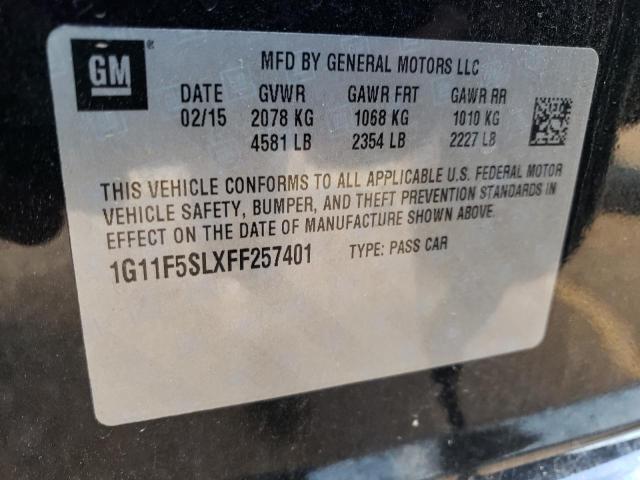 GM ®
MFD BY GENERAL MOTORS LLC
DATE GVWR GAWR FRT GAWR RR
02/15 2078 KG 1068 KG 1010 KG
4581 LB 2354 LB 2227 LB
THIS VEHICLE CONFORMS TO ALL APPLICABLE U.S. FEDERAL MOTOR
VEHICLE SAFETY, BUMPER, AND THEFT PREVENTION STANDARDS IN
EFFECT ON THE DATE OF MANUFACTURE SHOWN ABOVE.
1G11F5SLXFF257401 TYPE: PASS CAR